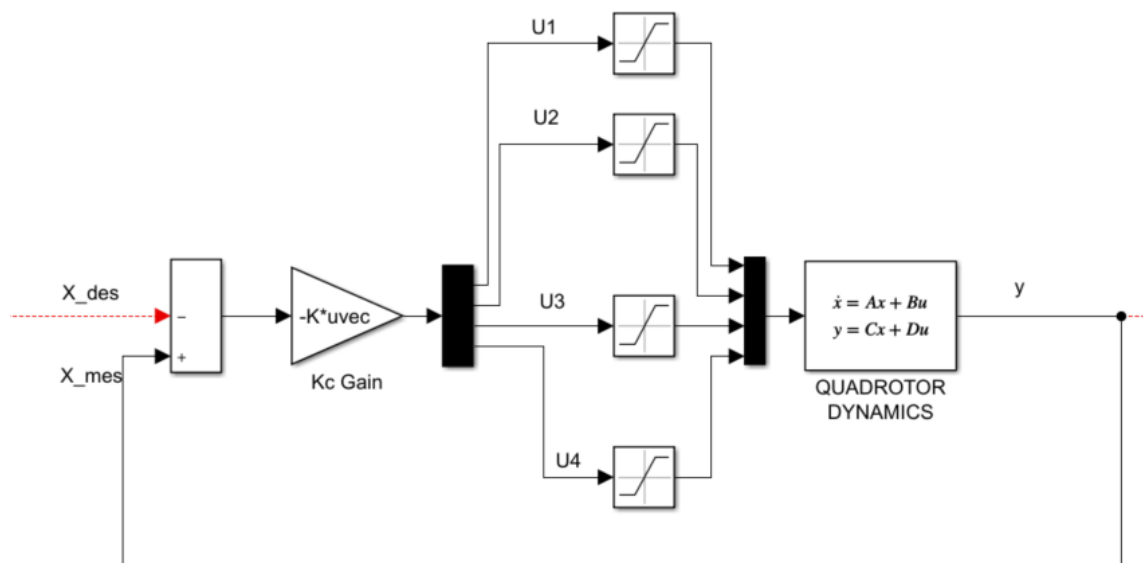 U1
U2
X_des
−
+
X_mes
-K*uvec
Kc Gain
U3
U4
ẋ = Ax + Bu
y = Cx + Du
QUADROTOR
DYNAMICS
y